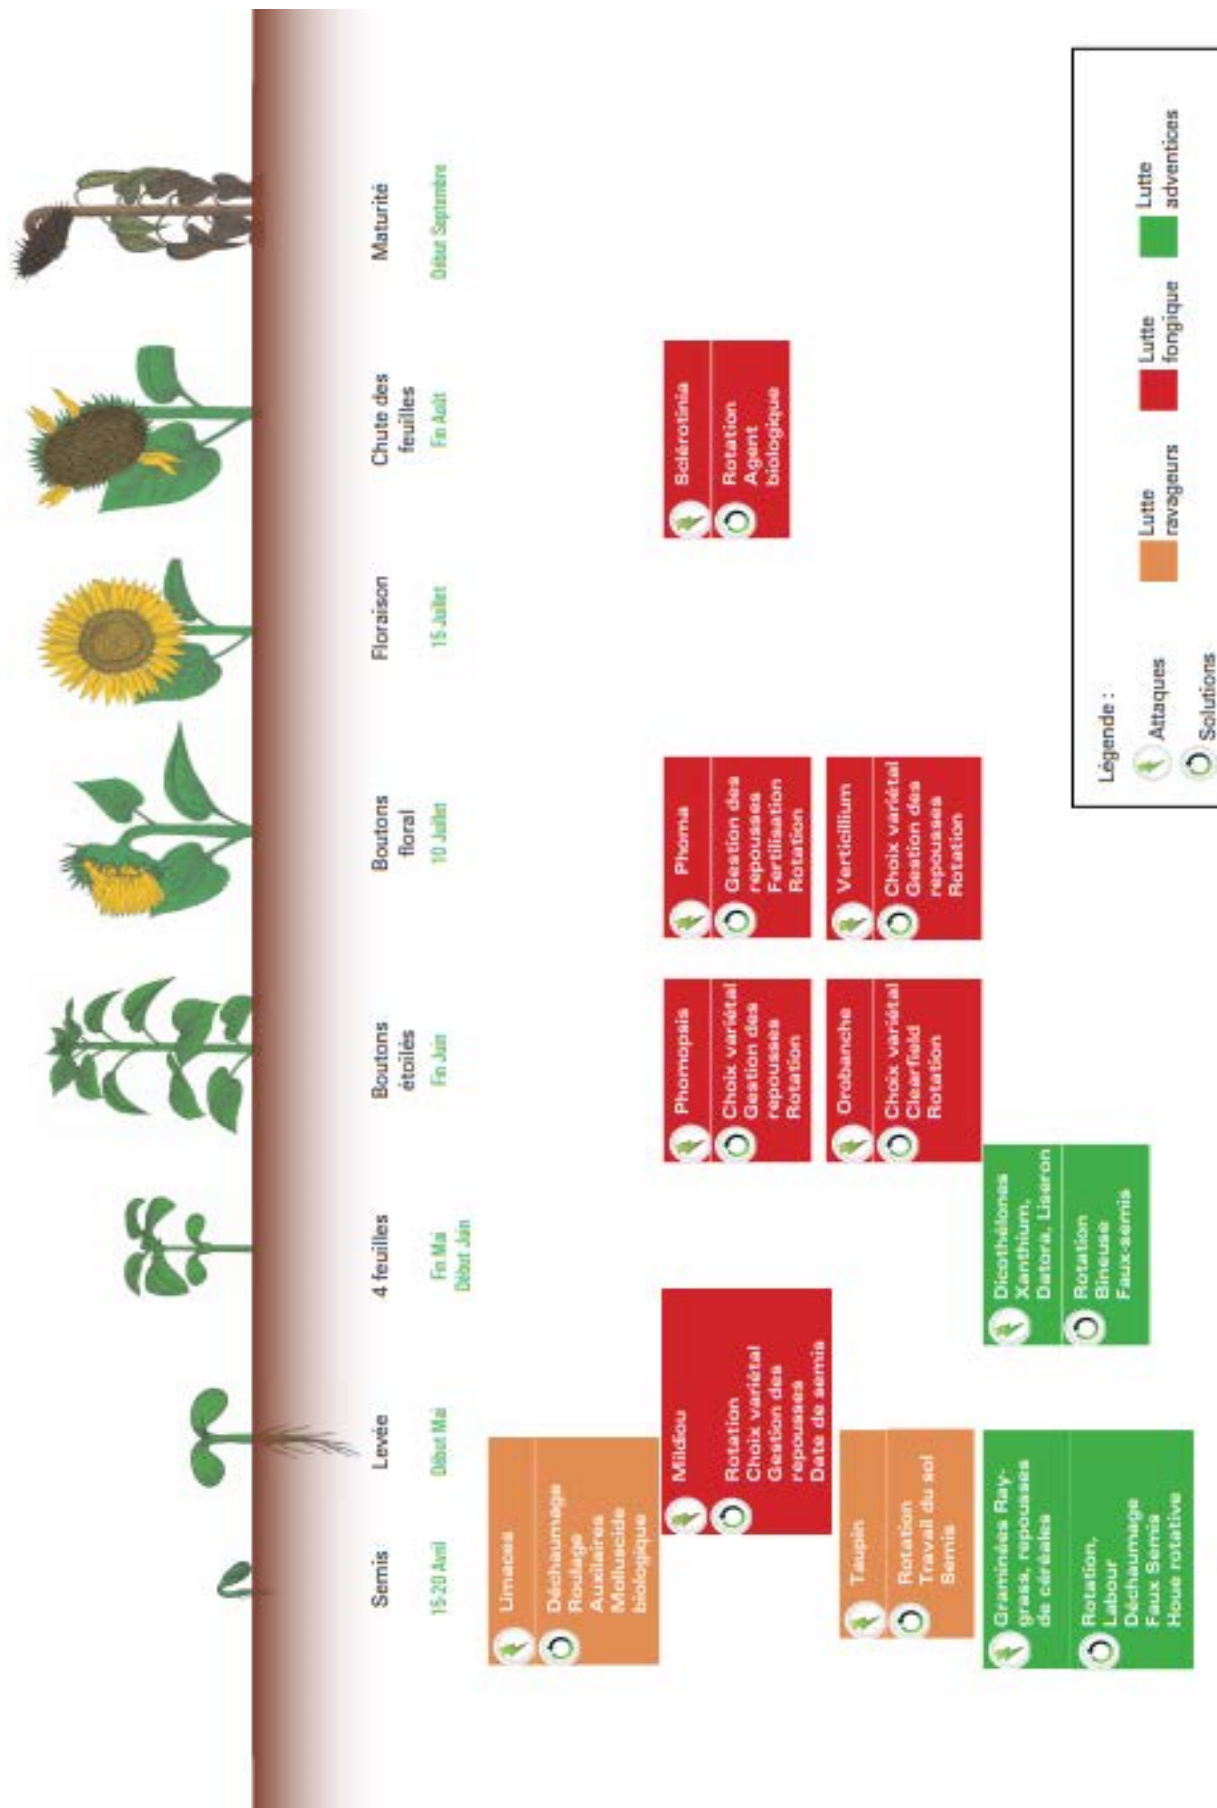 Semis
15-20 Avril
Levée
Début Mai
4 feuilles
Fin Mai
Début Juin
Boutons
étoilés
Fin Juin
Boutons
floral
10 Juillet
Floraison
15 Juillet
Chute des
feuilles
Fin Août
Maturité
Début Septembre
Limaces
Déchaumage
Roulage
Auxilaires
Molluscide
biologique
Mildiou
Rotation
Choix variétal
Gestion des
repousses
Date de semis
Taupin
Rotation
Travail du sol
Semis
Graminées Ray-
grass, repousses
de céréales
Rotation,
Labour
Déchaumage
Faux Semis
Houe rotative
Dicothélones
Xanthium,
Datora, Liseron
Rotation
Bineuse
Faux-semis
Phomopsis
Choix variétal
Gestion des
repousses
Rotation
Orobanche
Choix variétal
Clearfield
Rotation
Phoma
Gestion des
repousses
Fertilisation
Rotation
Verticillium
Choix variétal
Gestion des
repousses
Rotation
Sclérotinia
Rotation
Agent
biologique
Légende :
Attaques
Solutions
Lutte
ravageurs
Lutte
fongique
Lutte
adventices